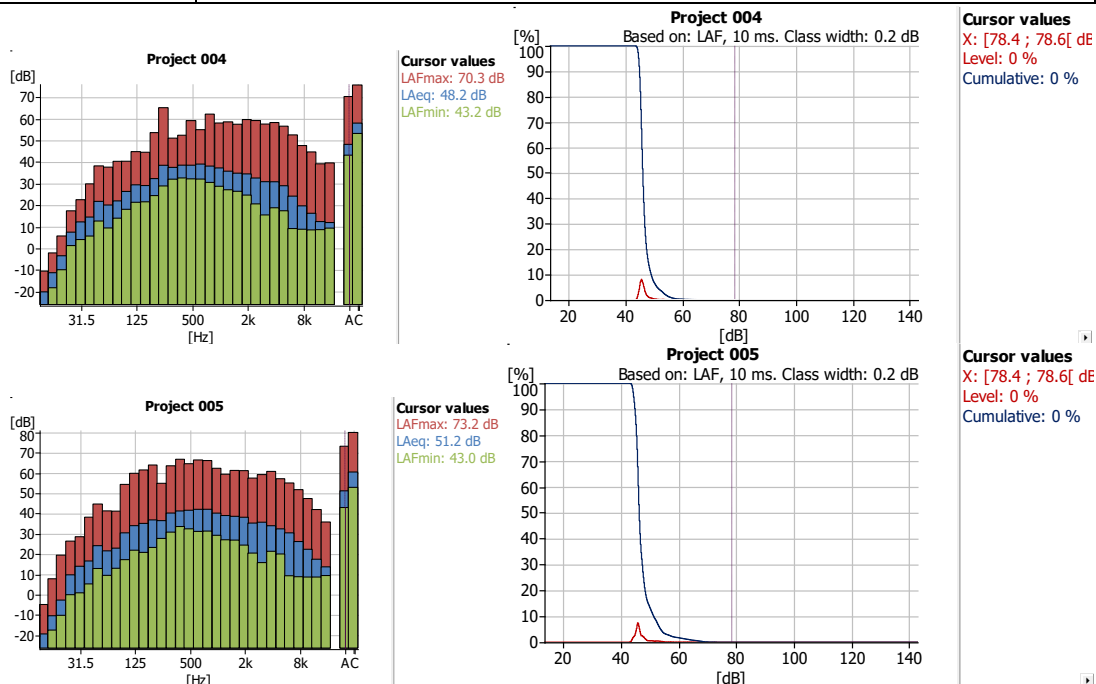 Project 004
[dB]
70
60
50
40
30
20
10
0
-10
-20
31.5 125 500 2k 8k AC
[Hz]
Cursor values
LAFmax: 70.3 dB
LAeq: 48.2 dB
LAFmin: 43.2 dB
Project 004
Based on: LAF, 10 ms. Class width: 0.2 dB
[%]
100
90
80
70
60
50
40
30
20
10
0
20 40 60 80 100 120 140
[dB]
Cursor values
X: [78.4 ; 78.6[ dB
Level: 0 %
Cumulative: 0 %
Project 005
[dB]
80
70
60
50
40
30
20
10
0
-10
-20
31.5 125 500 2k 8k AC
[Hz]
Cursor values
LAFmax: 73.2 dB
LAeq: 51.2 dB
LAFmin: 43.0 dB
Project 005
Based on: LAF, 10 ms. Class width: 0.2 dB
[%]
100
90
80
70
60
50
40
30
20
10
0
20 40 60 80 100 120 140
[dB]
Cursor values
X: [78.4 ; 78.6[ dB
Level: 0 %
Cumulative: 0 %